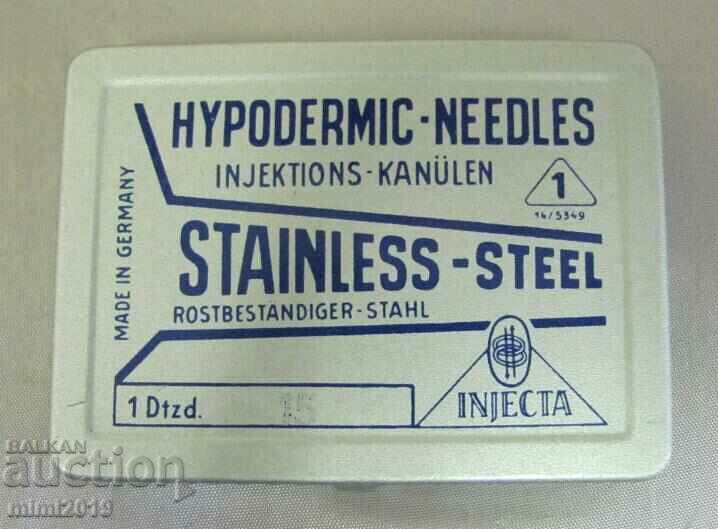 HYPODERMIC-NEEDLES
INJEKTIONS-KANÜLEN
1
14/5349
MADE IN GERMANY
STAINLESS-STEEL
ROSTBESTÄNDIGER-STAHL
1 Dtzd.
15
INJECTA
BALKAN
auction
mimi2019